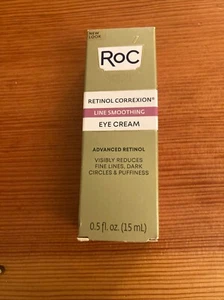 NEW
LOOK
RoC
RETINOL CORREXION®
LINE SMOOTHING
EYE CREAM
ADVANCED RETINOL
VISIBLY REDUCES
FINE LINES, DARK
CIRCLES & PUFFINESS
0.5 fl. oz. (15 mL)